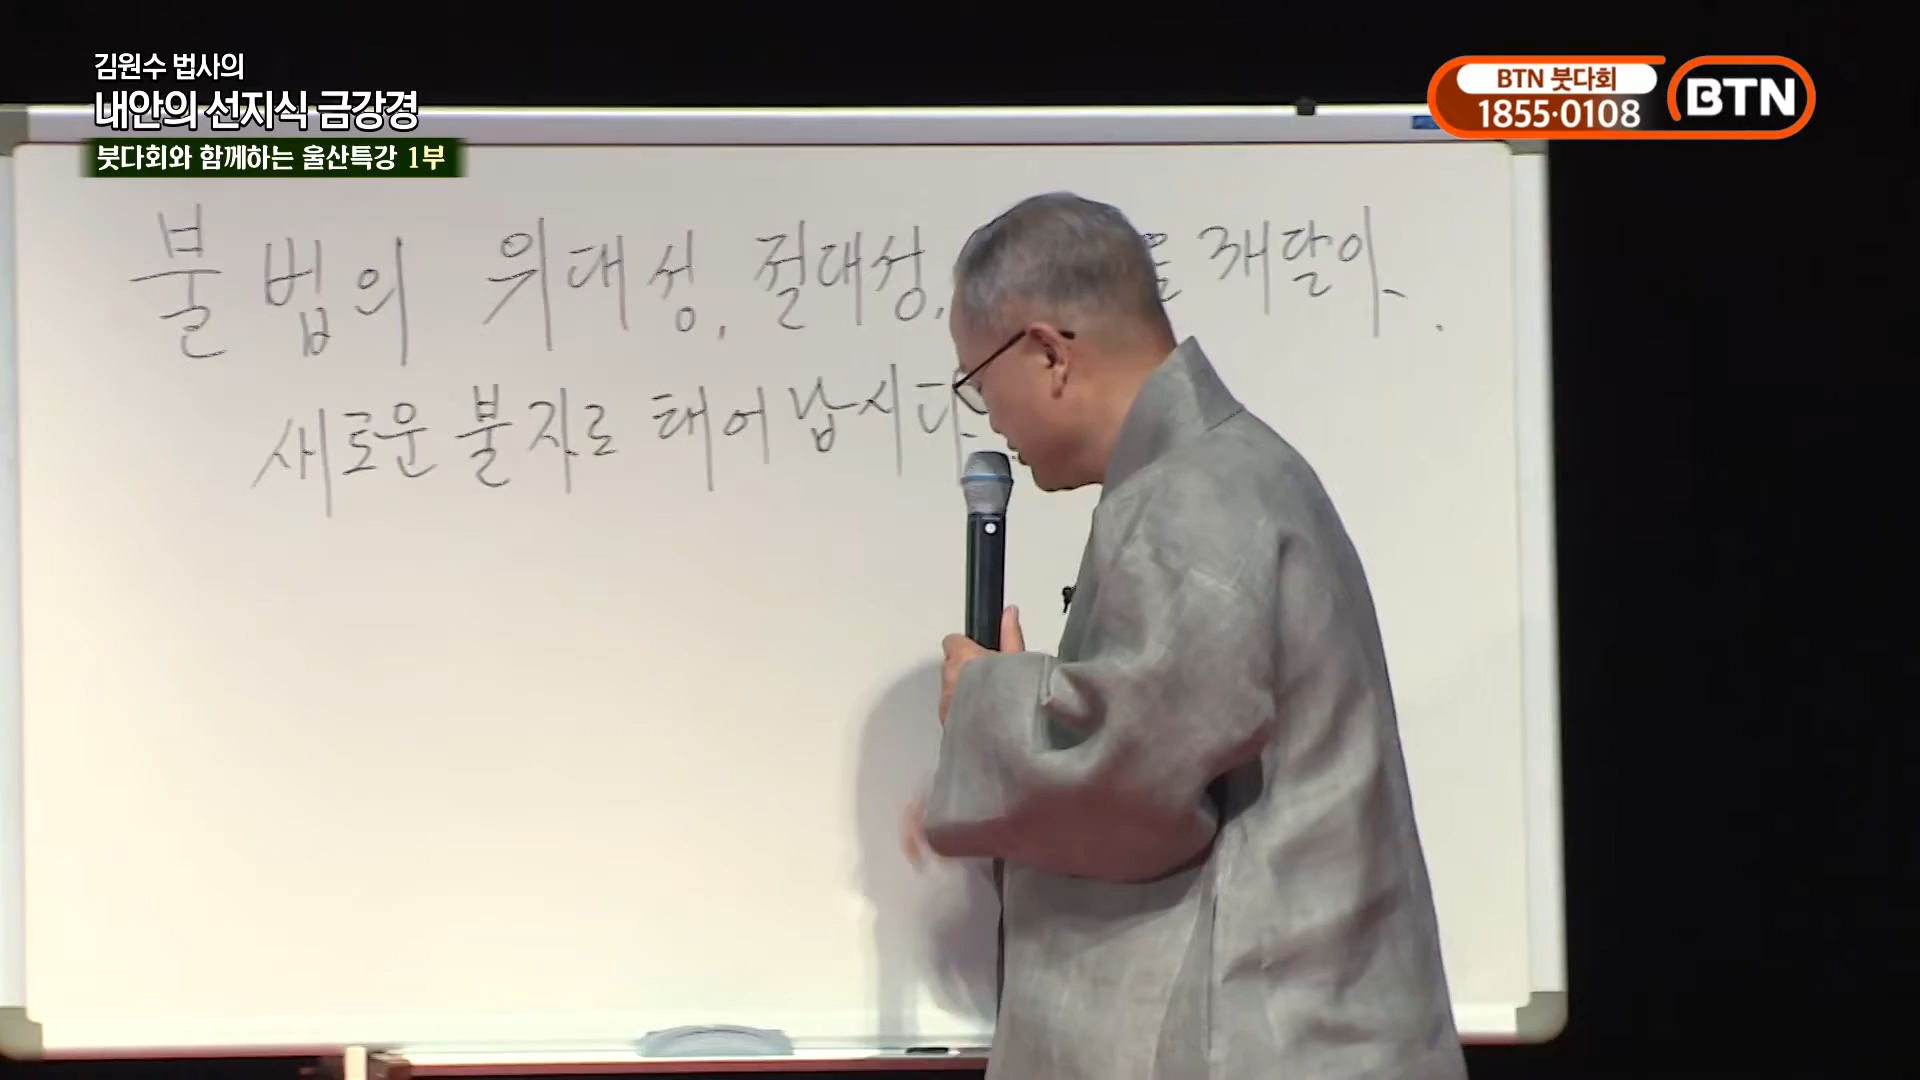 김원수 법사의
내안의 선지식 금강경
붓다회와 함께하는 울산특강 1부
BTN 붓다회
1855·0108
BTN
불법의 위대성, 절대성, 깨달아.
새로운 불자로 태어납시다.